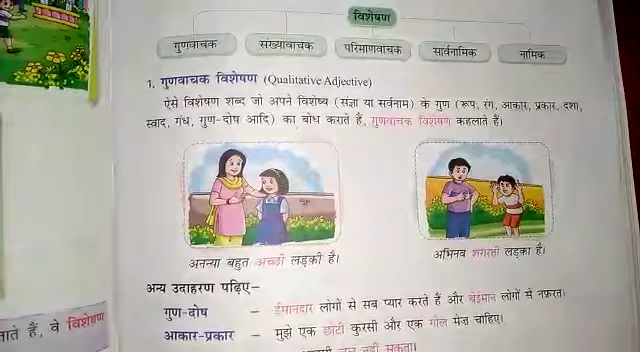 विशेषण
गुणवाचक संख्यावाचक परिमाणवाचक सार्वनामिक नामिक
1. गुणवाचक विशेषण (Qualitative Adjective)
ऐसे विशेषण शब्द जो अपने विशेष्य (संज्ञा या सर्वनाम) के गुण (रूप, रंग, आकार, प्रकार, दशा,
स्वाद, गंध, गुण-दोष आदि) का बोध कराते हैं, गुणवाचक विशेषण कहलाते हैं।
अनन्या बहुत अच्छी लड़की है।
अभिनव शरारती लड़का है।
अन्य उदाहरण पढ़िए–
गुण-दोष – ईमानदार लोगों से सब प्यार करते हैं और बेईमान लोगों से नफ़रत।
आकार-प्रकार – मुझे एक छोटी कुरसी और एक गोल मेज चाहिए।
नहीं सकता।
जाते हैं, वे विशेषण